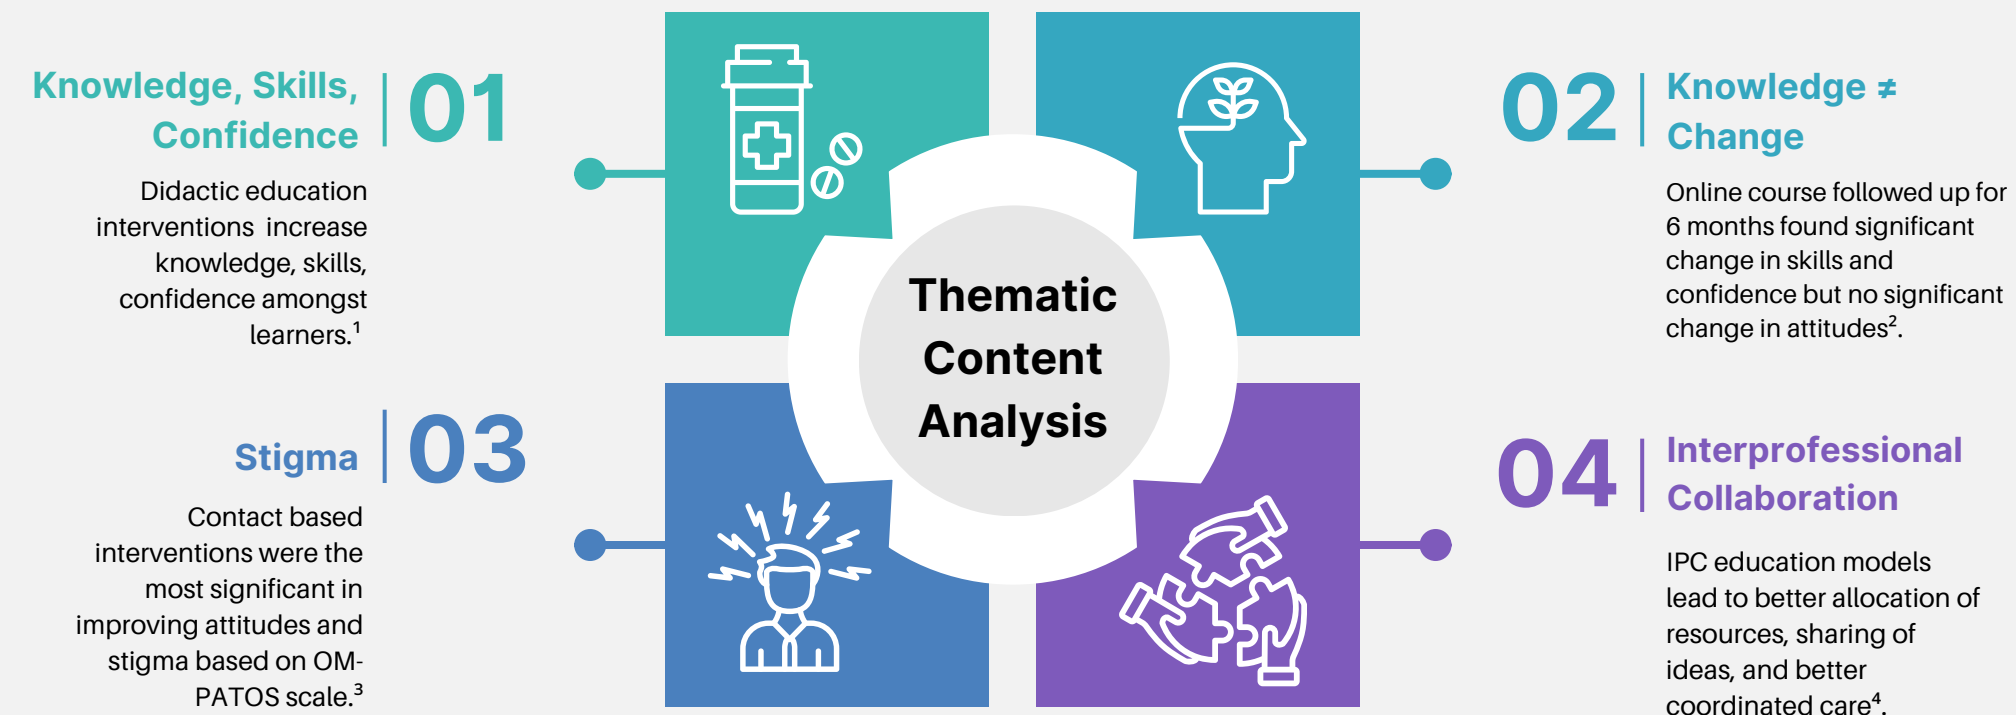 Knowledge, Skills,
Confidence
01
Didactic education
interventions  increase
knowledge, skills,
confidence amongst
learners.¹
02
Knowledge ≠
Change
Online course followed up for
6 months found significant
change in skills and
confidence but no significant
change in attitudes².
Thematic
Content
Analysis
Stigma
03
Contact based
interventions were the
most significant in
improving attitudes and
stigma based on OM-
PATOS scale.³
04
Interprofessional
Collaboration
IPC education models
lead to better allocation of
resources, sharing of
ideas, and better
coordinated care⁴.